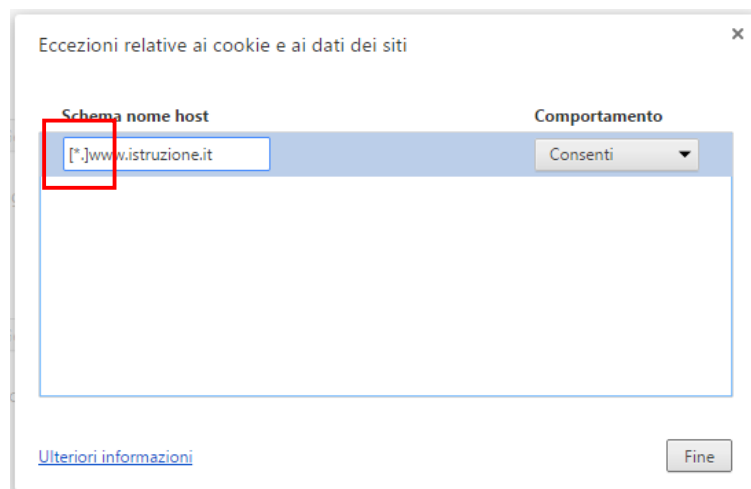 Eccezioni relative ai cookie e ai dati dei siti
Schema nome host Comportamento
[*.]www.istruzione.it Consenti
Ulteriori informazioni Fine